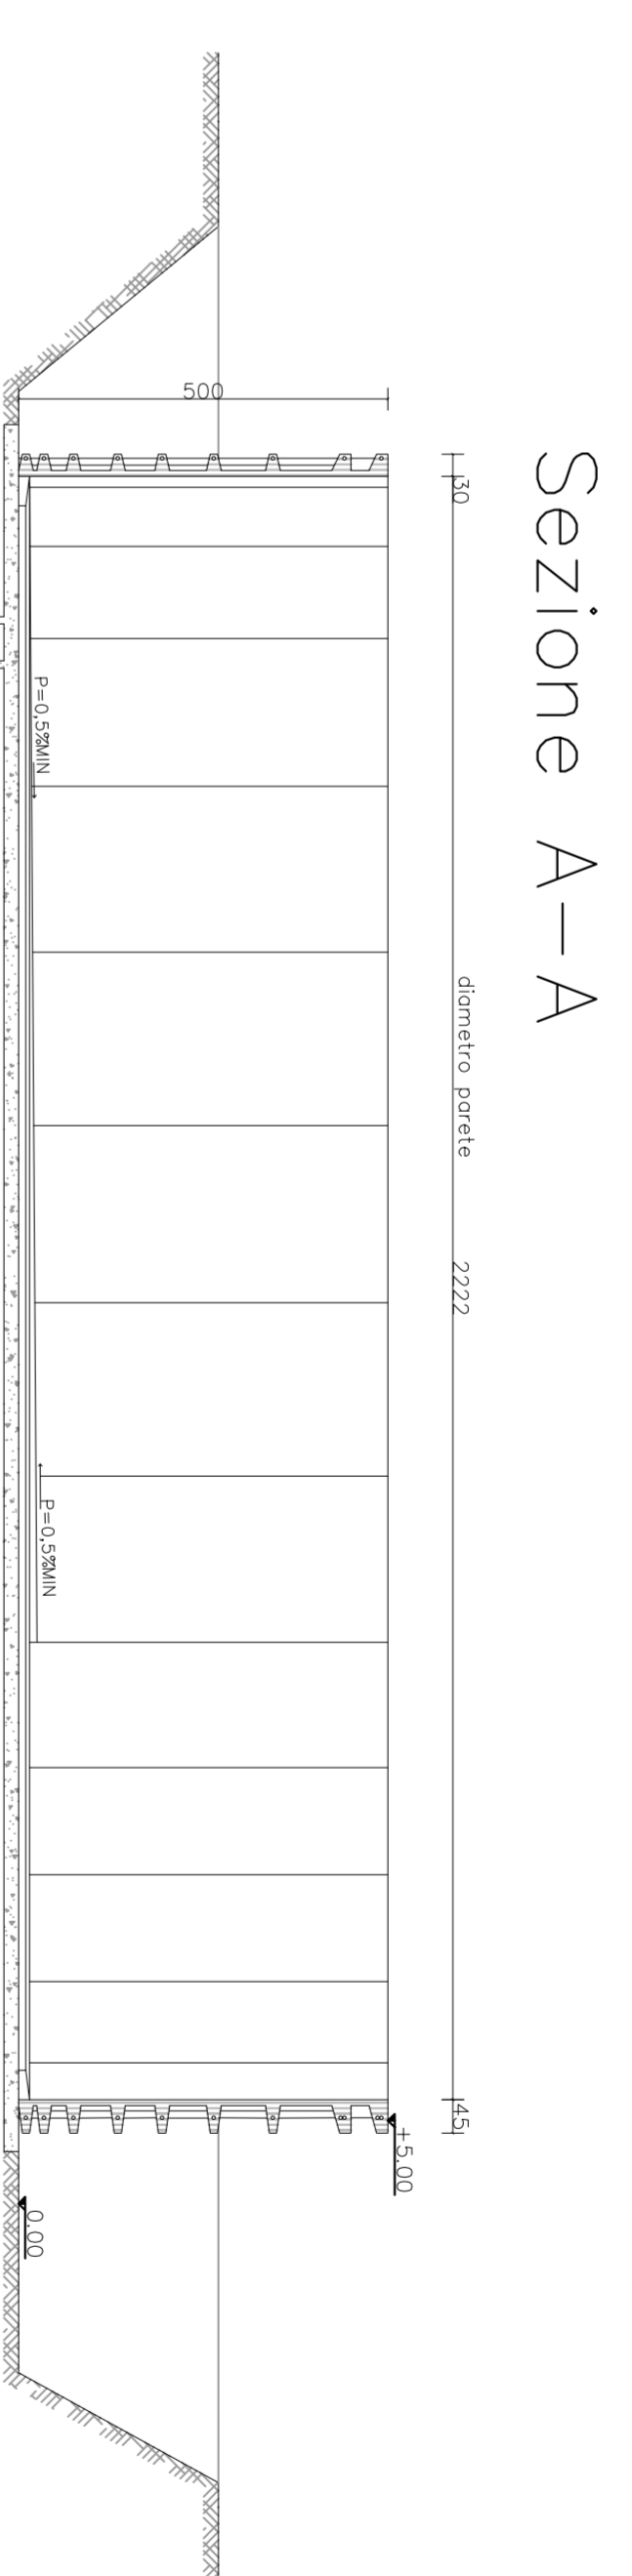 Sezione A-A
30
diametro parete 2222
45
+5.00
500
P=0,5%MIN
P=0,5%MIN
0.00